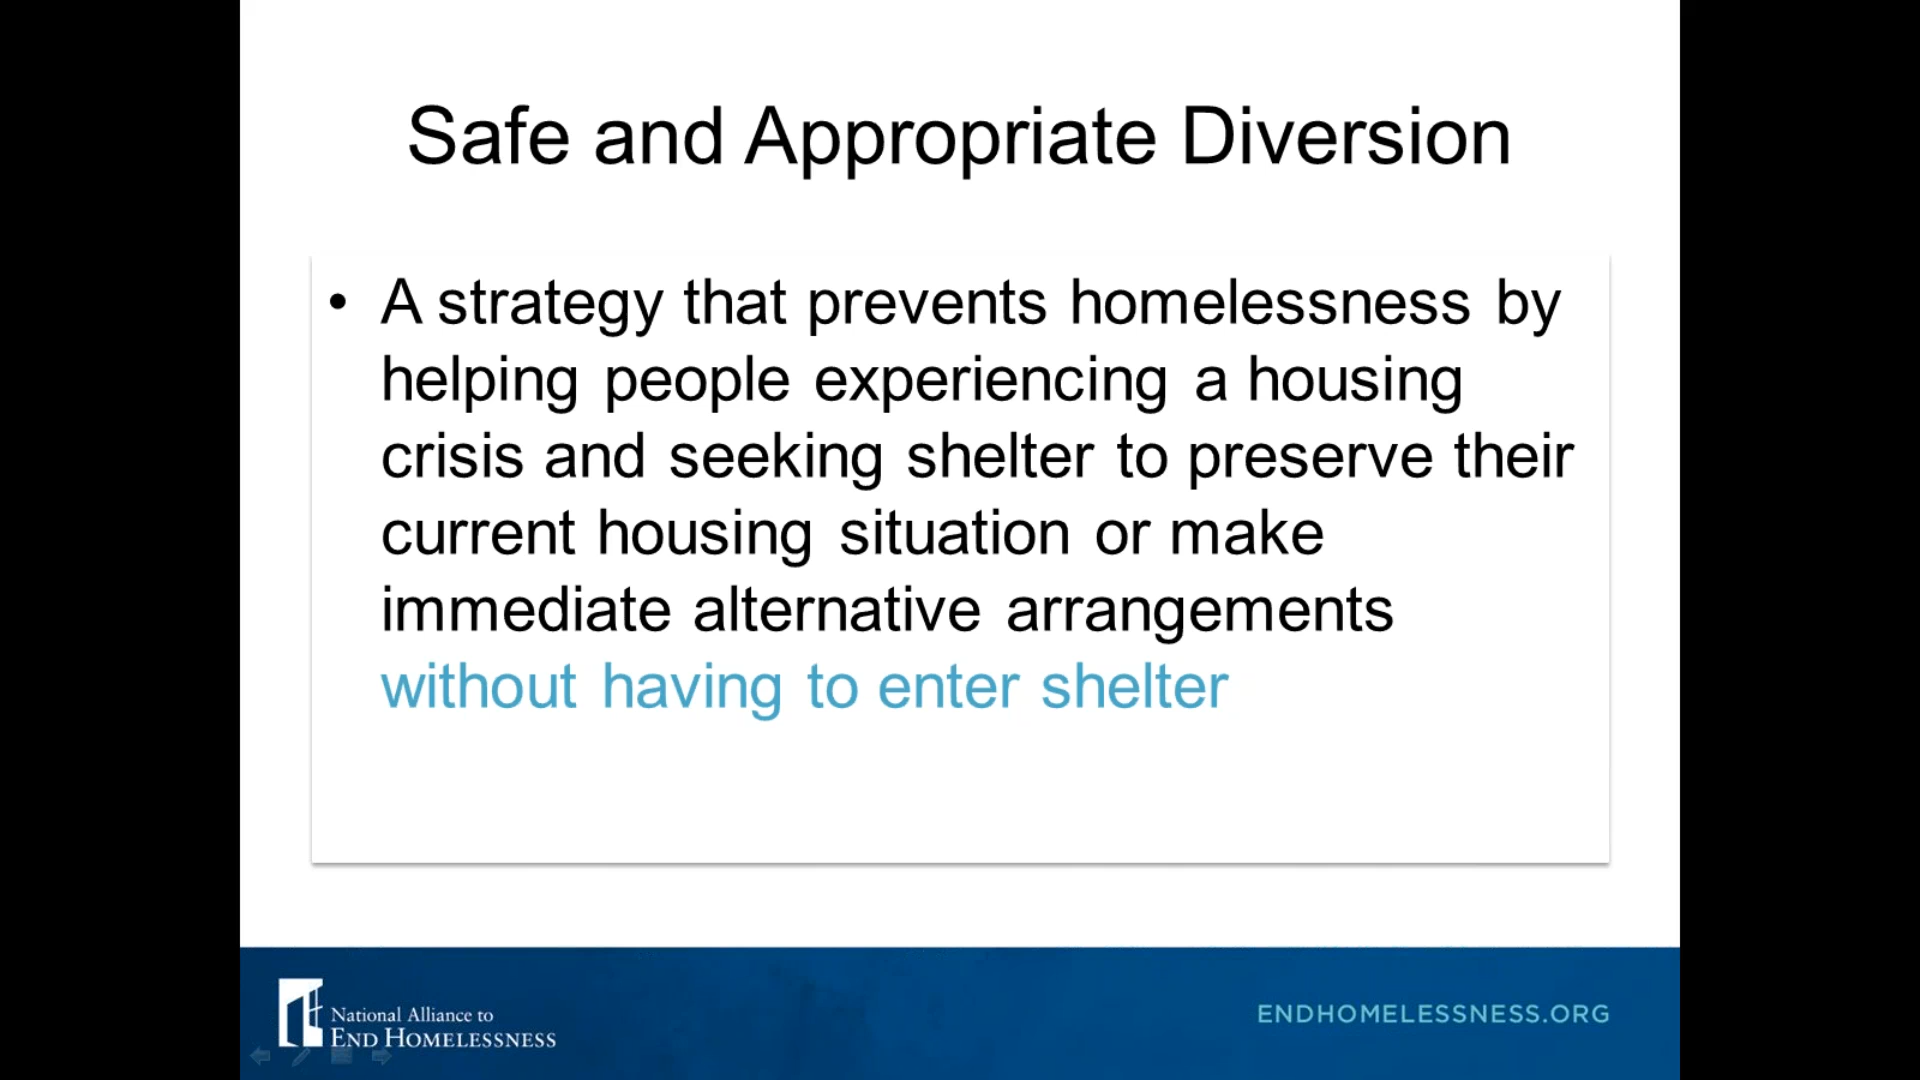 Safe and Appropriate Diversion
• A strategy that prevents homelessness by
helping people experiencing a housing
crisis and seeking shelter to preserve their
current housing situation or make
immediate alternative arrangements
without having to enter shelter
National Alliance to
END HOMELESSNESS
ENDHOMELESSNESS.ORG